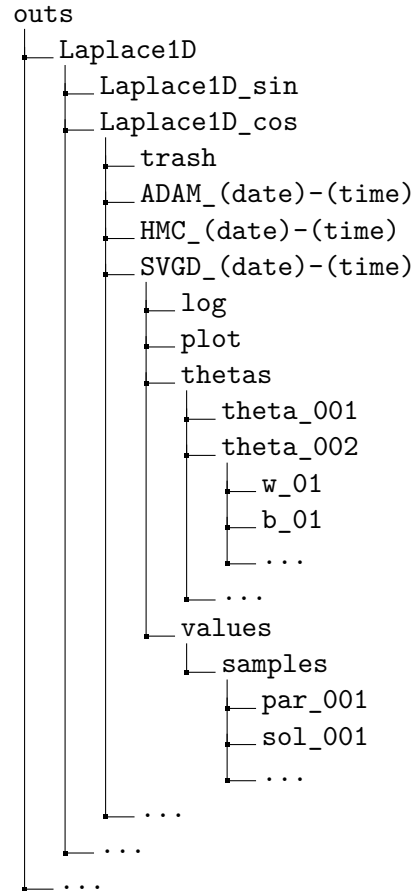 outs
Laplace1D
Laplace1D_sin
Laplace1D_cos
trash
ADAM_(date)-(time)
HMC_(date)-(time)
SVGD_(date)-(time)
log
plot
thetas
theta_001
theta_002
w_01
b_01
...
...
values
samples
par_001
sol_001
...
...
...
...